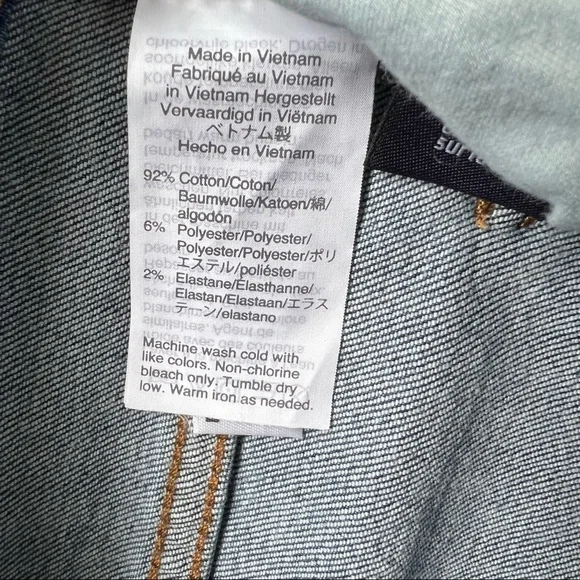 Made in Vietnam
Fabriqué au Vietnam
in Vietnam Hergestellt
Vervaardigd in Viëtnam
ベトナム製
Hecho en Vietnam
92% Cotton/Coton/
Baumwolle/Katoen/綿/
algodón
6% Polyester/Polyester/
Polyester/Polyester/ポリ
エステル/poliéster
2% Elastane/Élasthanne/
Elastan/Elastaan/エラス
テーン/elastano
Machine wash cold with
like colors. Non-chlorine
bleach only. Tumble dry
low. Warm iron as needed.